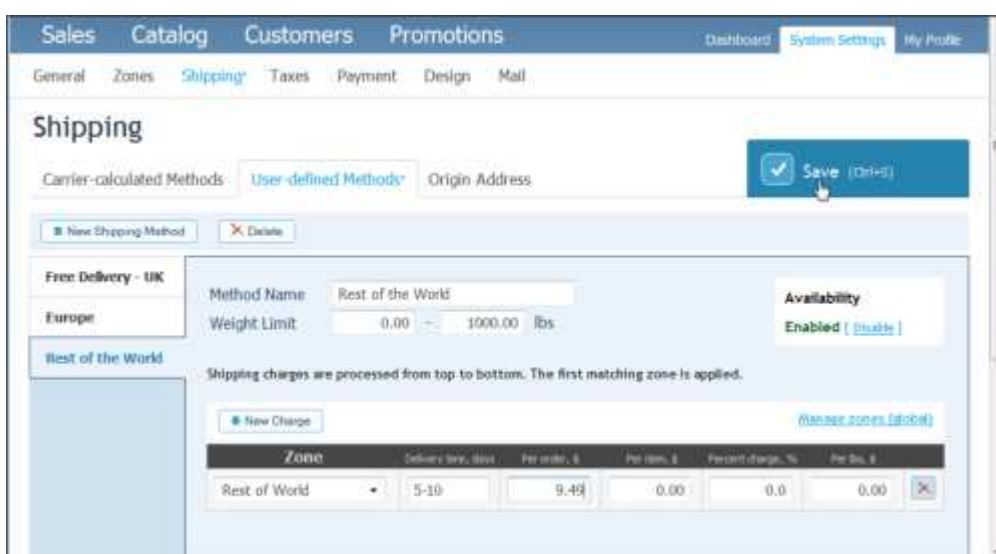 Sales Catalog Customers Promotions Dashboard System Settings My Profile
General Zones Shipping Taxes Payment Design Mail
Shipping
Carrier-calculated Methods User-defined Methods Origin Address
Save (Ctrl+S)
New Shipping Method Delete
Free Delivery - UK
Europe
Rest of the World
Method Name Rest of the World
Weight Limit 0.00 - 1000.00 lbs
Availability
Enabled [ Disable ]
Shipping charges are processed from top to bottom. The first matching zone is applied.
New Charge Manage zones (global)
Zone Delivery time, days Per order, $ Per item, $ Percent charge, % Per lbs, $
Rest of World 5-10 9.49 0.00 0.0 0.00